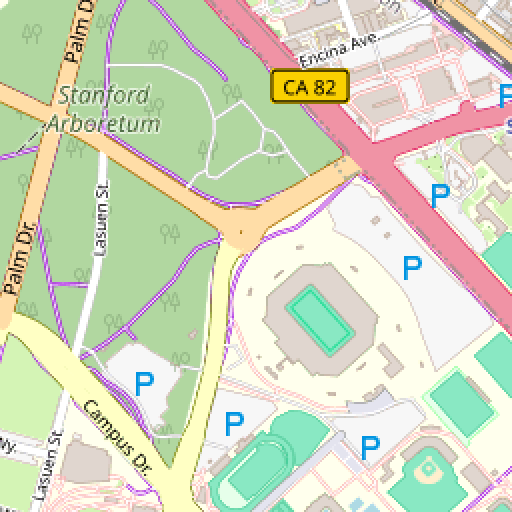 Palm Dr.
Encina Ave.
CA 82
Stanford
Arboretum
P
P
Lasuen St.
P
Palm Dr.
P
P
Campus Dr.
P
Lasuen St.